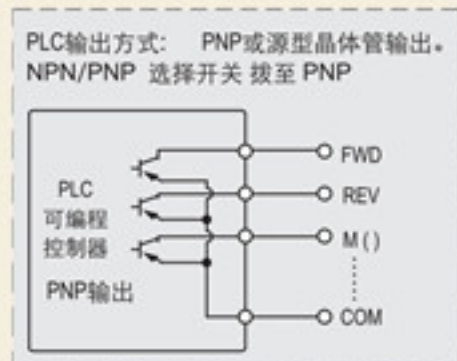 PLC输出方式: PNP或源型晶体管输出。
NPN/PNP 选择开关 拨至 PNP
FWD
PLC
REV
可编程
控制器
M ( )
PNP输出
COM